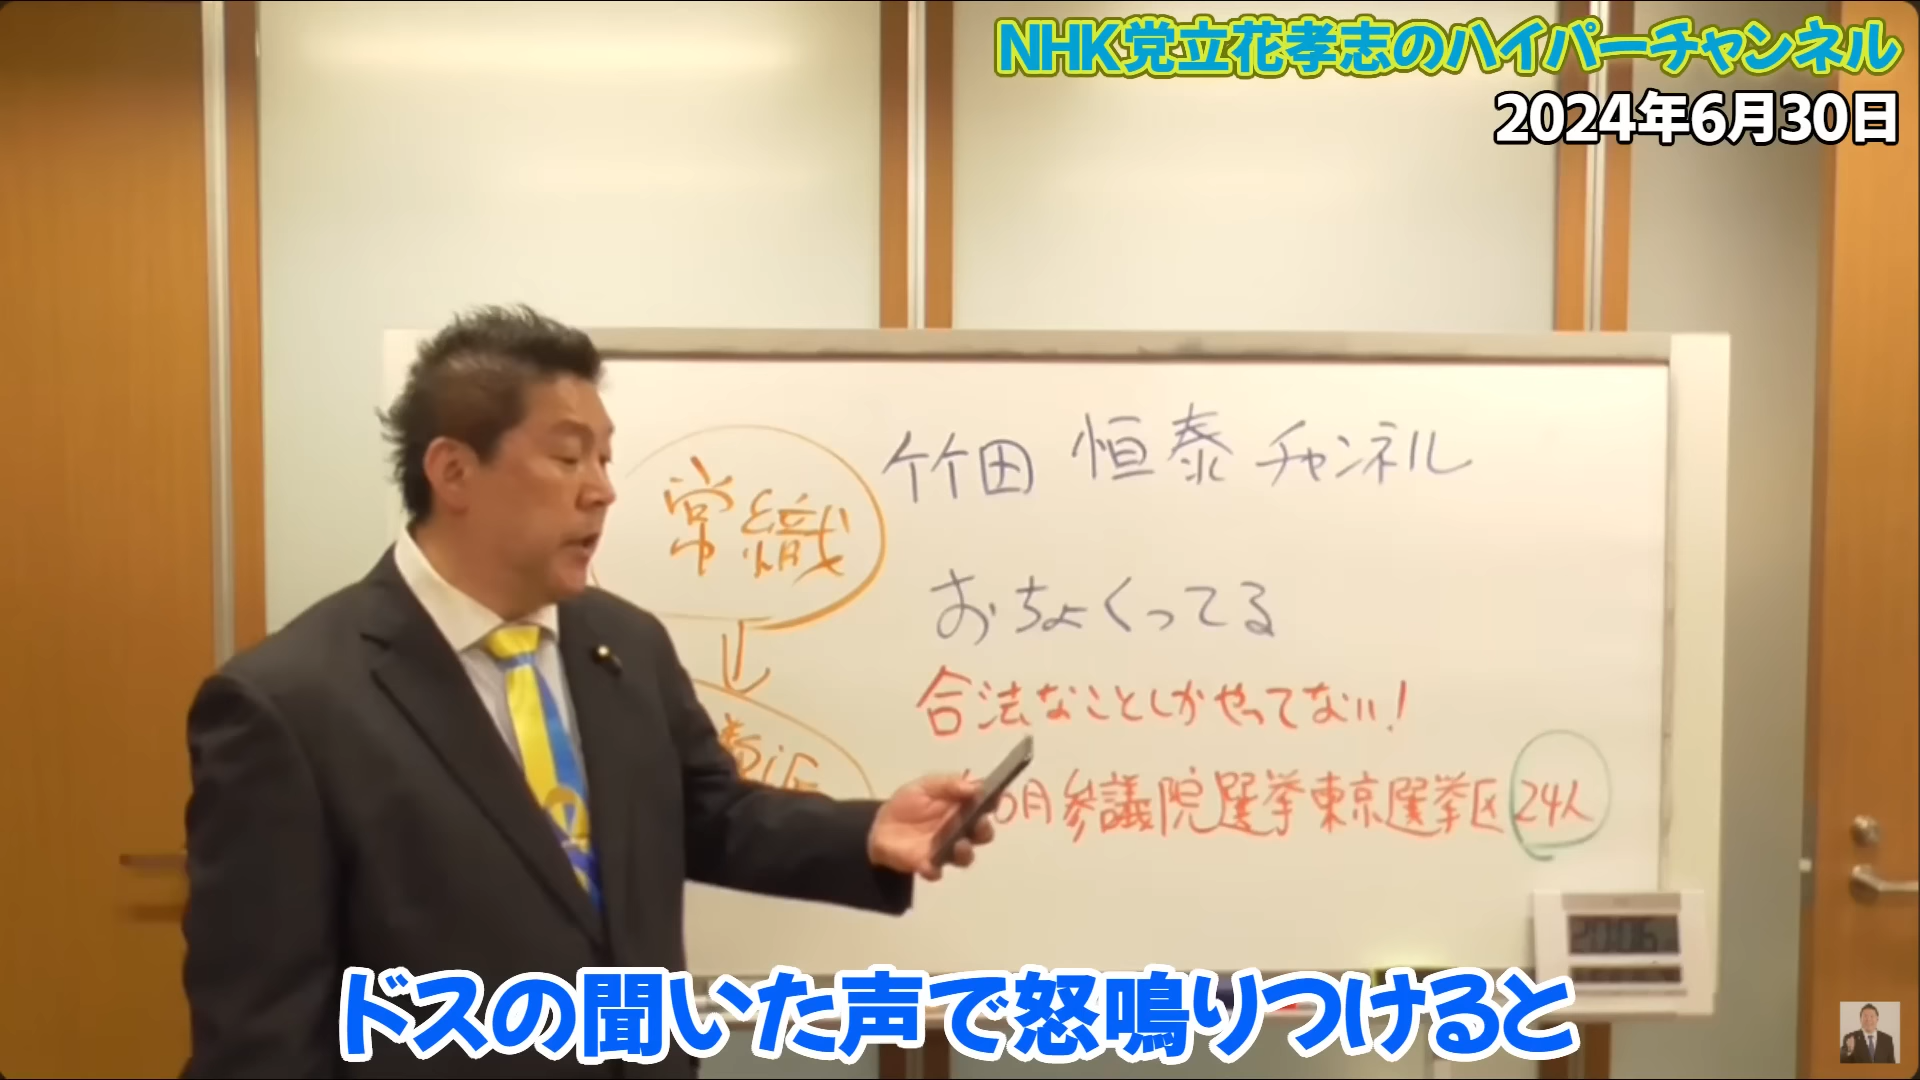 NHK党立花孝志のハイパーチャンネル
2024年6月30日
竹田 恒泰チャンネル
常織
おちょくってる
合法なことしかやってない!
月参議院選挙東京選挙区24人
20:06
ドスの聞いた声で怒鳴りつけると